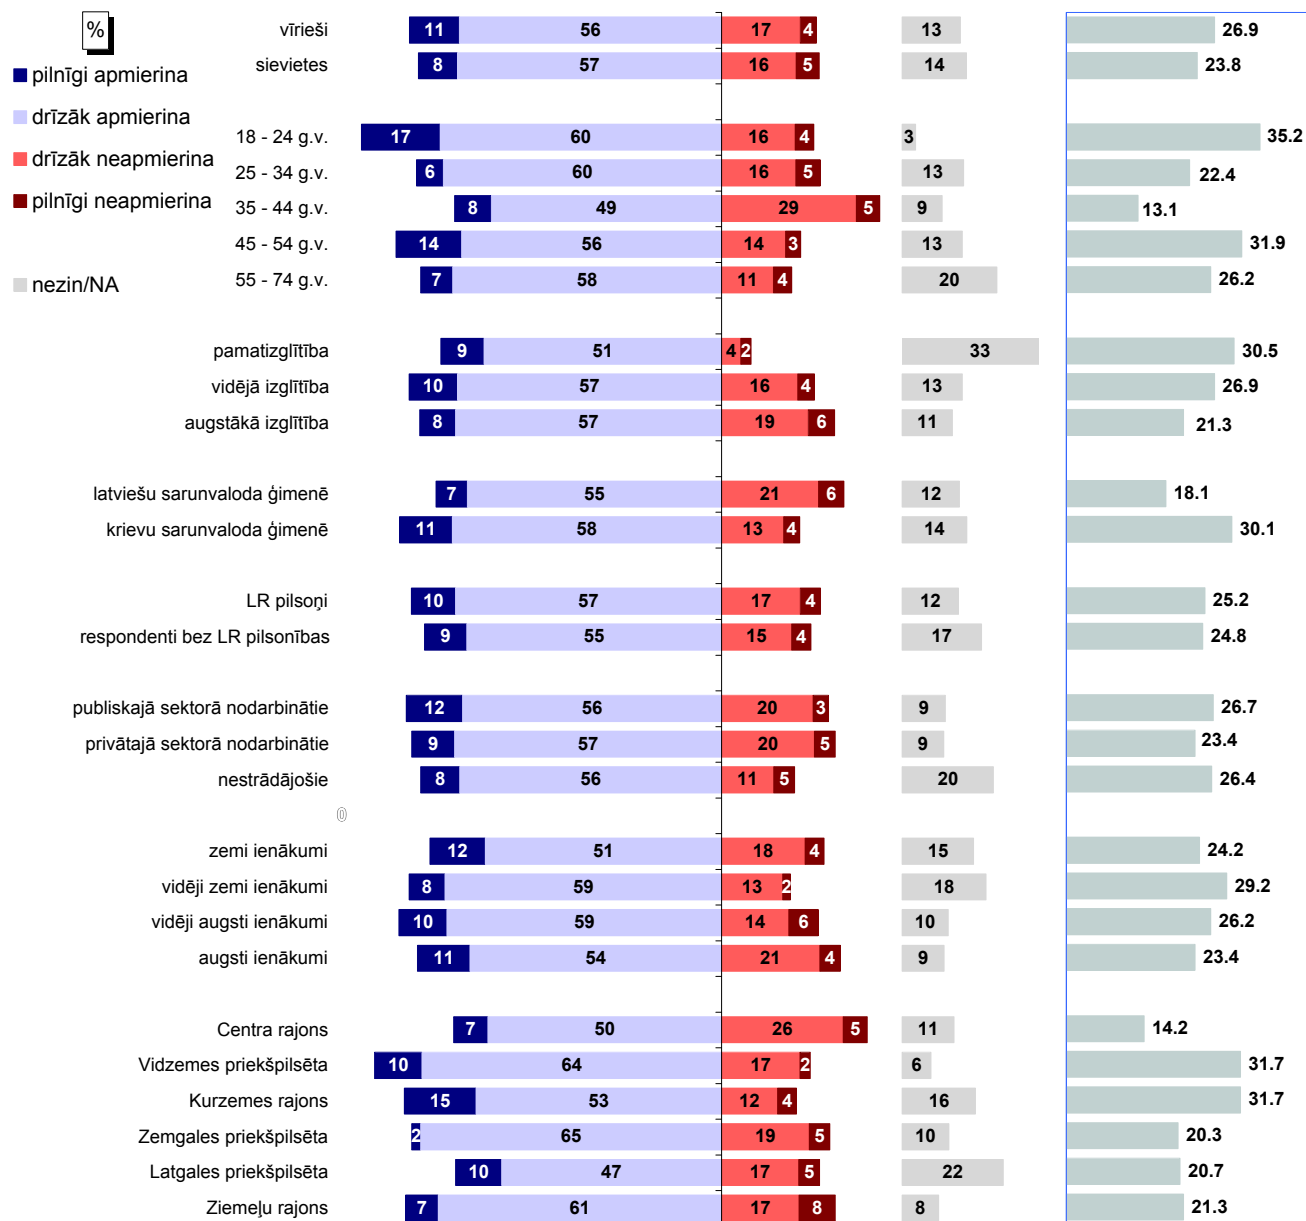 %
pilnīgi apmierina
drīzāk apmierina
drīzāk neapmierina
pilnīgi neapmierina
nezin/NA
vīrieši 11 56 17 4 13 26.9
sievietes 8 57 16 5 14 23.8
18 - 24 g.v. 17 60 16 4 3 35.2
25 - 34 g.v. 6 60 16 5 13 22.4
35 - 44 g.v. 8 49 29 5 9 13.1
45 - 54 g.v. 14 56 14 3 13 31.9
55 - 74 g.v. 7 58 11 4 20 26.2
pamatizglītība 9 51 4 2 33 30.5
vidējā izglītība 10 57 16 4 13 26.9
augstākā izglītība 8 57 19 6 11 21.3
latviešu sarunvaloda ģimenē 7 55 21 6 12 18.1
krievu sarunvaloda ģimenē 11 58 13 4 14 30.1
LR pilsoņi 10 57 17 4 12 25.2
respondenti bez LR pilsonības 9 55 15 4 17 24.8
publiskajā sektorā nodarbinātie 12 56 20 3 9 26.7
privātajā sektorā nodarbinātie 9 57 20 5 9 23.4
nestrādājošie 8 56 11 5 20 26.4
0
zemi ienākumi 12 51 18 4 15 24.2
vidēji zemi ienākumi 8 59 13 2 18 29.2
vidēji augsti ienākumi 10 59 14 6 10 26.2
augsti ienākumi 11 54 21 4 9 23.4
Centra rajons 7 50 26 5 11 14.2
Vidzemes priekšpilsēta 10 64 17 2 6 31.7
Kurzemes rajons 15 53 12 4 16 31.7
Zemgales priekšpilsēta 2 65 19 5 10 20.3
Latgales priekšpilsēta 10 47 17 5 22 20.7
Ziemeļu rajons 7 61 17 8 8 21.3